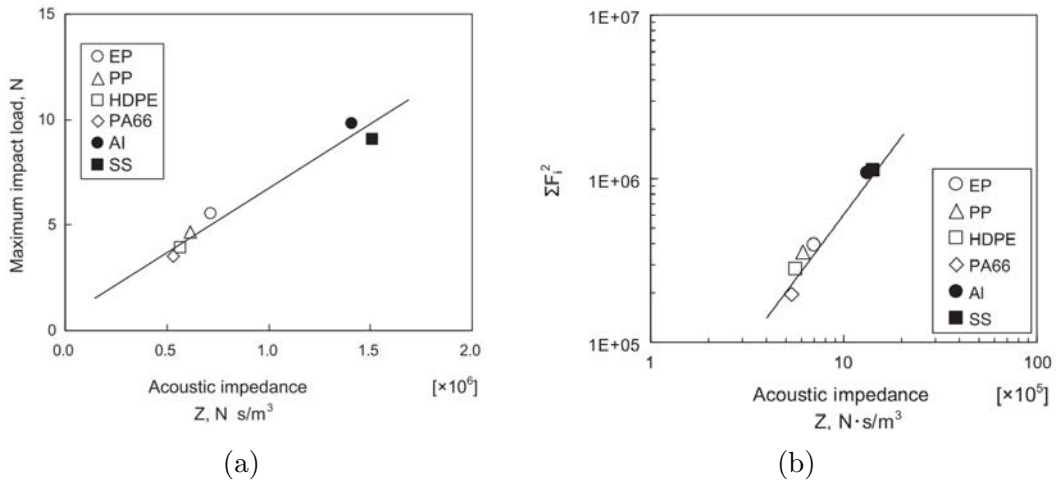 15
10
5
0
Maximum impact load, N
EP
PP
HDPE
PA66
Al
SS
0.0
0.5
1.0
1.5
2.0
Acoustic impedance
[×10⁶]
Z, N s/m³
(a)
1E+07
1E+06
1E+05
ΣFᵢ²
EP
PP
HDPE
PA66
Al
SS
1
10
100
Acoustic impedance
[×10⁵]
Z, N·s/m³
(b)